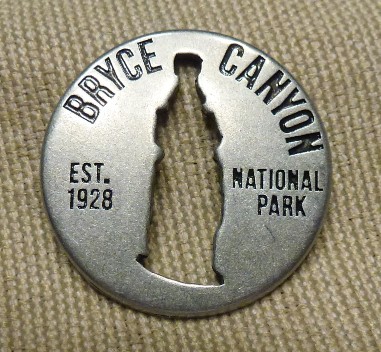 BRYCE CANYON
EST.
1928
NATIONAL
PARK